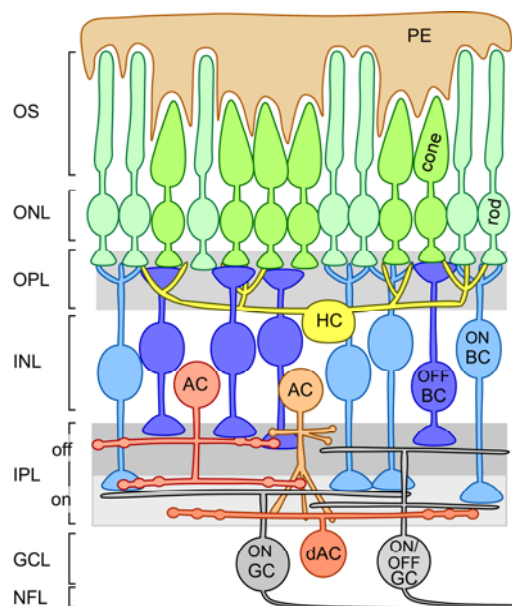 PE
OS
cone
ONL
rod
OPL
HC
INL
ON
BC
AC
AC
OFF
BC
off
IPL
on
GCL
ON
GC
dAC
ON/
OFF
GC
NFL